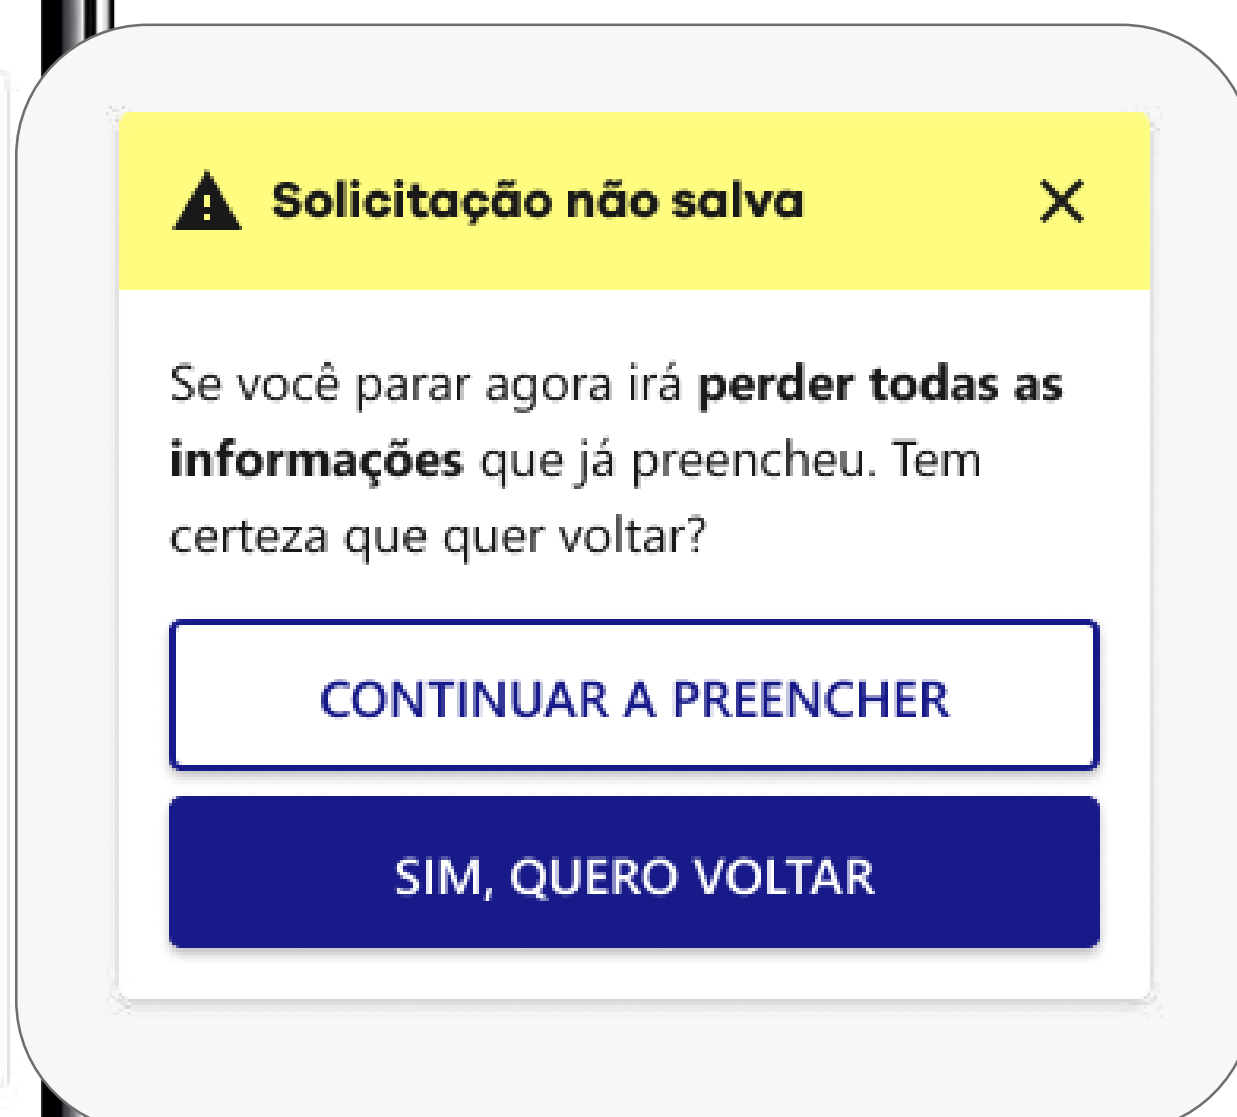 Solicitação não salva
Se você parar agora irá perder todas as
informações que já preencheu. Tem
certeza que quer voltar?
CONTINUAR A PREENCHER
SIM, QUERO VOLTAR